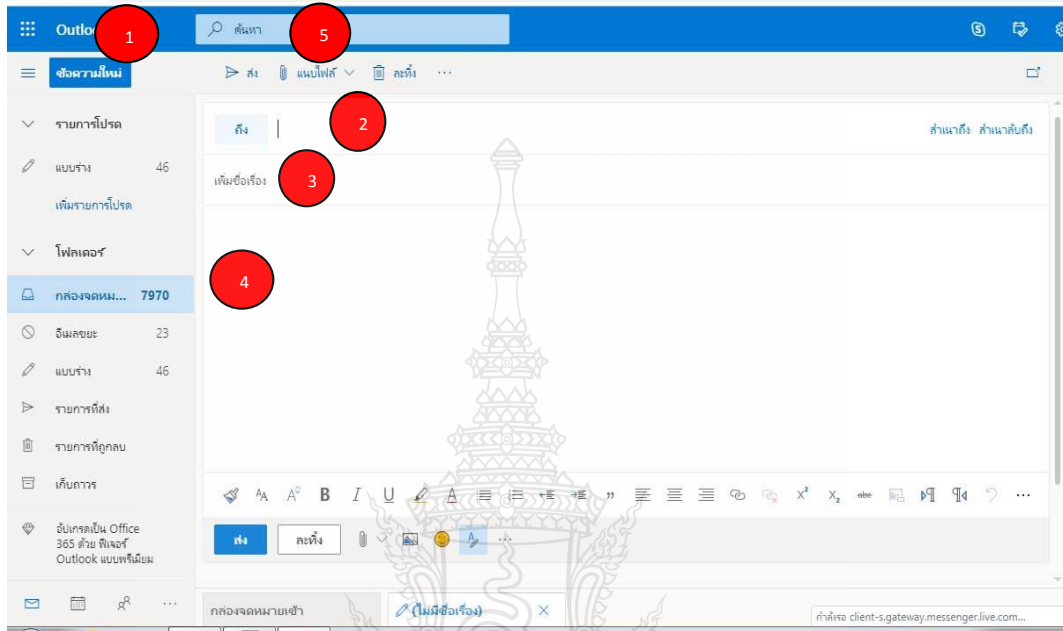 Outlo
1
ค้นหา
5
ข้อความใหม่
ส่ง
แนบไฟล์
ละทิ้ง
รายการโปรด
ถึง
2
สำเนาถึง สำเนาลับถึง
แบบร่าง 46
เพิ่มชื่อเรื่อง
3
เพิ่มรายการโปรด
โฟลเดอร์
4
กล่องจดหม... 7970
อีเมลขยะ 23
แบบร่าง 46
รายการที่ส่ง
รายการที่ถูกลบ
เก็บถาวร
อัปเกรดเป็น Office
365 ด้วย ฟีเจอร์
Outlook แบบพรีเมียม
ส่ง
ละทิ้ง
กล่องจดหมายเข้า
(ไม่มีชื่อเรื่อง)
กำลังรอ client-s.gateway.messenger.live.com...